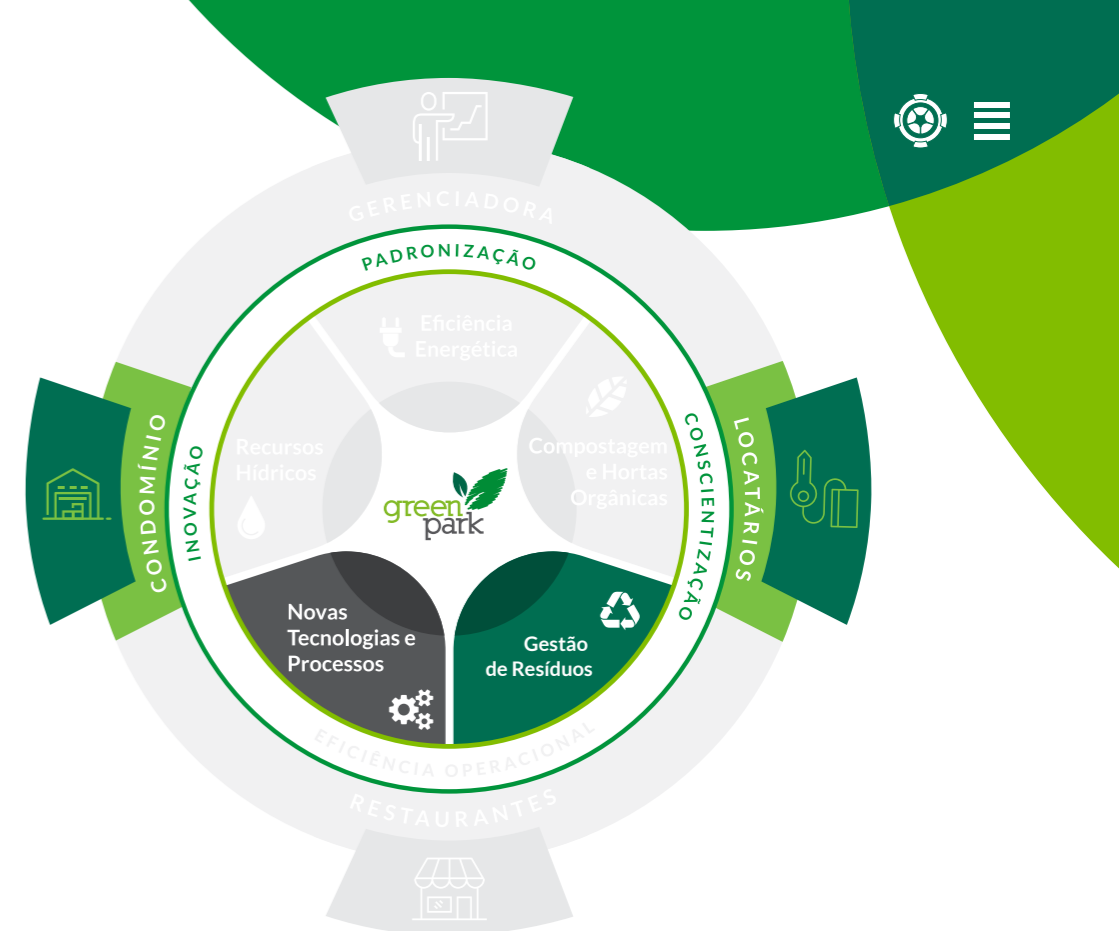 GERENCIADORA
PADRONIZAÇÃO
Eficiência
Energética
Recursos
Hídricos
Compostagem
e Hortas
Orgânicas
CONDOMÍNIO
INOVAÇÃO
green
park
CONSCIENTIZAÇÃO
LOCATÁRIOS
Novas
Tecnologias e
Processos
Gestão
de Resíduos
EFICIÊNCIA OPERACIONAL
RESTAURANTES